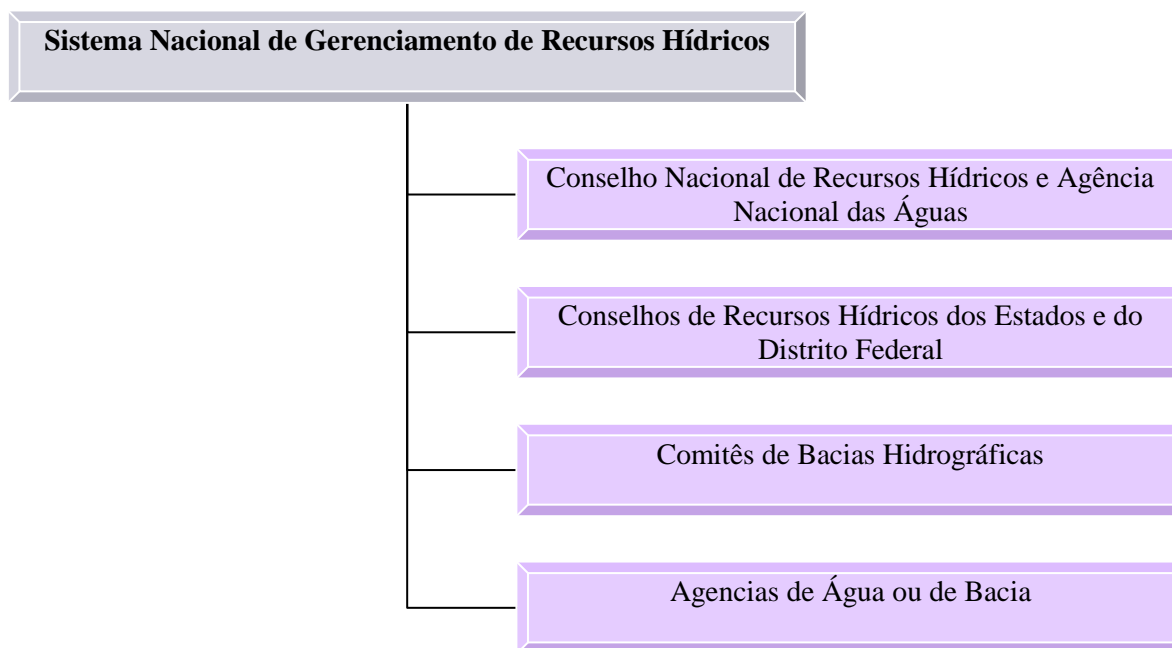 Sistema Nacional de Gerenciamento de Recursos Hídricos
Conselho Nacional de Recursos Hídricos e Agência
Nacional das Águas
Conselhos de Recursos Hídricos dos Estados e do
Distrito Federal
Comitês de Bacias Hidrográficas
Agencias de Água ou de Bacia